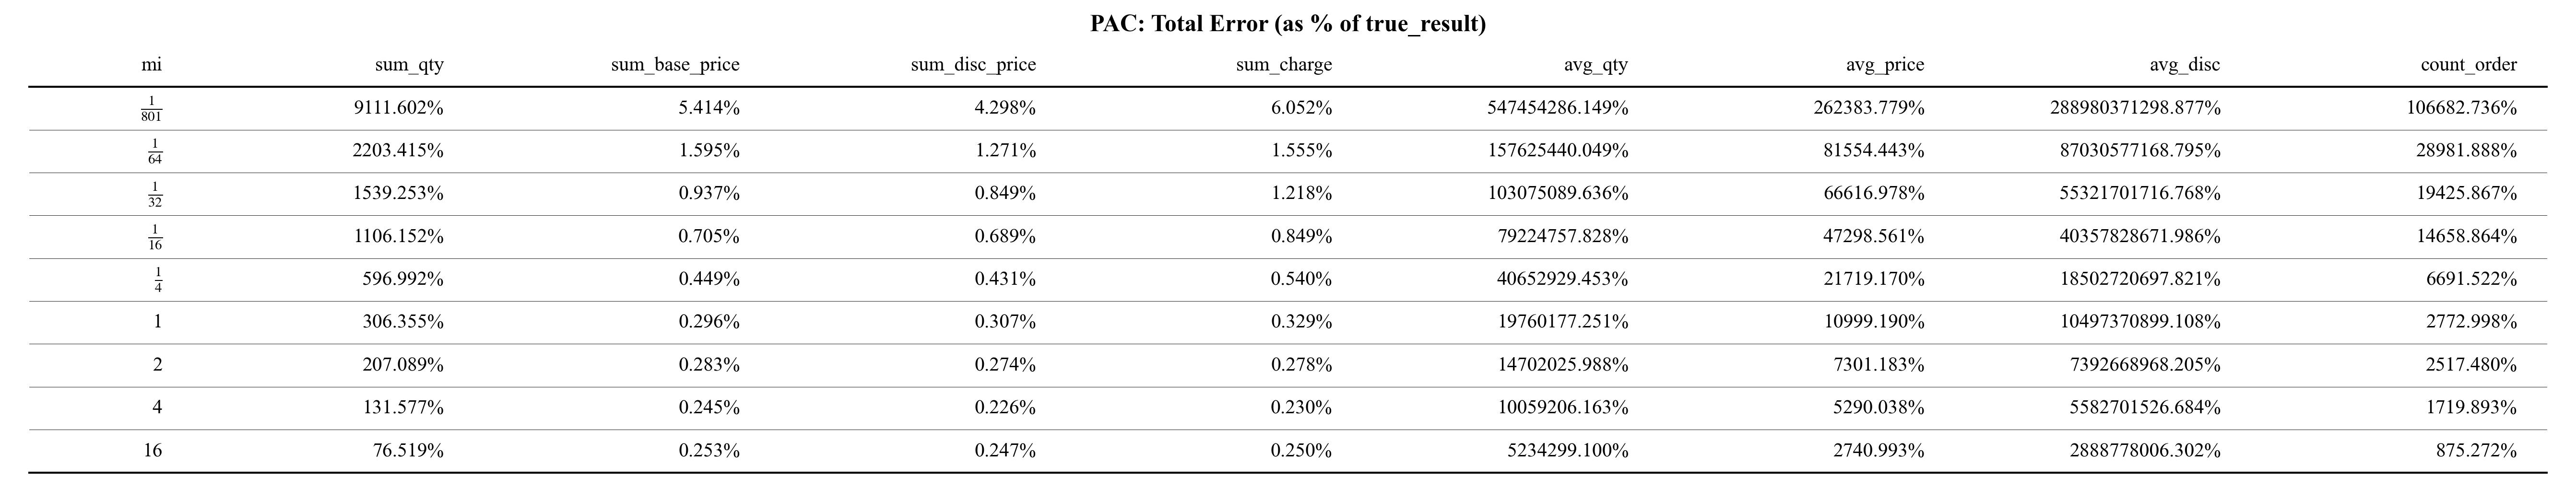 PAC: Total Error (as % of true_result)
mi sum_qty sum_base_price sum_disc_price sum_charge avg_qty avg_price avg_disc count_order
1/801 9111.602% 5.414% 4.298% 6.052% 547454286.149% 262383.779% 288980371298.877% 106682.736%
1/64 2203.415% 1.595% 1.271% 1.555% 157625440.049% 81554.443% 87030577168.795% 28981.888%
1/32 1539.253% 0.937% 0.849% 1.218% 103075089.636% 66616.978% 55321701716.768% 19425.867%
1/16 1106.152% 0.705% 0.689% 0.849% 79224757.828% 47298.561% 40357828671.986% 14658.864%
1/4 596.992% 0.449% 0.431% 0.540% 40652929.453% 21719.170% 18502720697.821% 6691.522%
1 306.355% 0.296% 0.307% 0.329% 19760177.251% 10999.190% 10497370899.108% 2772.998%
2 207.089% 0.283% 0.274% 0.278% 14702025.988% 7301.183% 7392668968.205% 2517.480%
4 131.577% 0.245% 0.226% 0.230% 10059206.163% 5290.038% 5582701526.684% 1719.893%
16 76.519% 0.253% 0.247% 0.250% 5234299.100% 2740.993% 2888778006.302% 875.272%